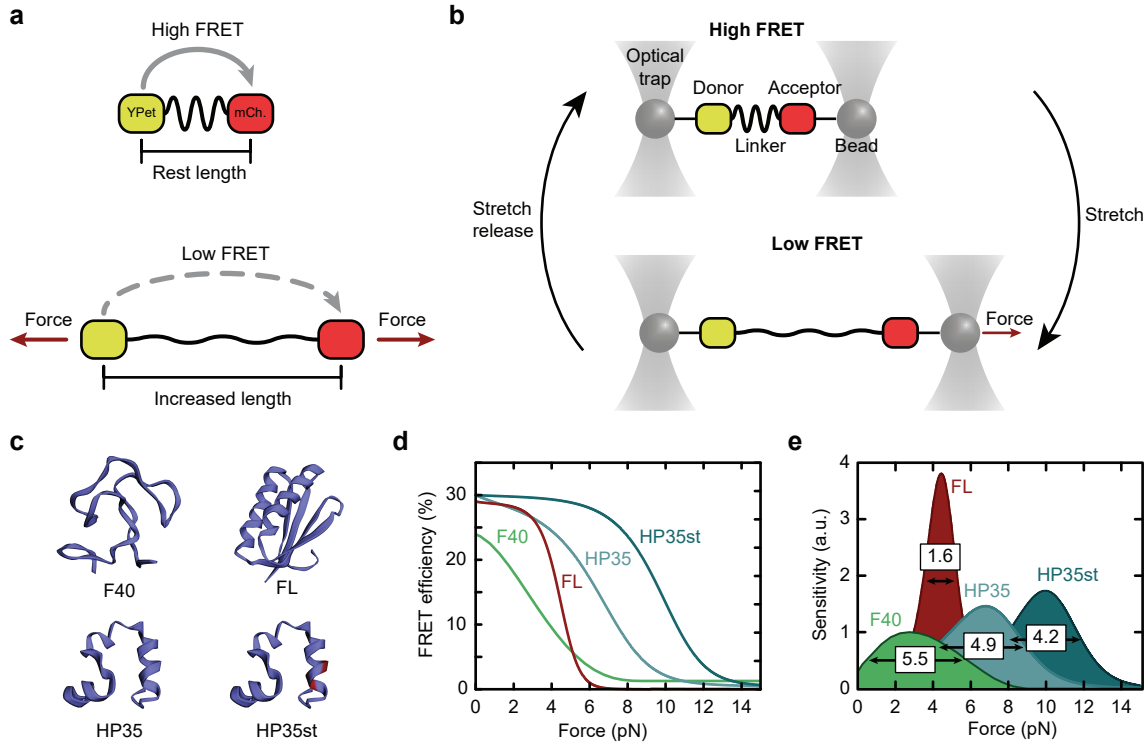 a
High FRET
YPet
mCh.
Rest length
Low FRET
Force
Force
Increased length
b
High FRET
Optical
trap
Donor
Acceptor
Linker
Bead
Stretch
release
Stretch
Low FRET
Force
c
F40
FL
HP35
HP35st
d
FRET efficiency (%)
30
20
10
0
F40
FL
HP35
HP35st
0 2 4 6 8 10 12 14
Force (pN)
e
Sensitivity (a.u.)
4
3
2
1
0
FL
1.6
HP35st
HP35
F40
4.2
4.9
5.5
0 2 4 6 8 10 12 14
Force (pN)